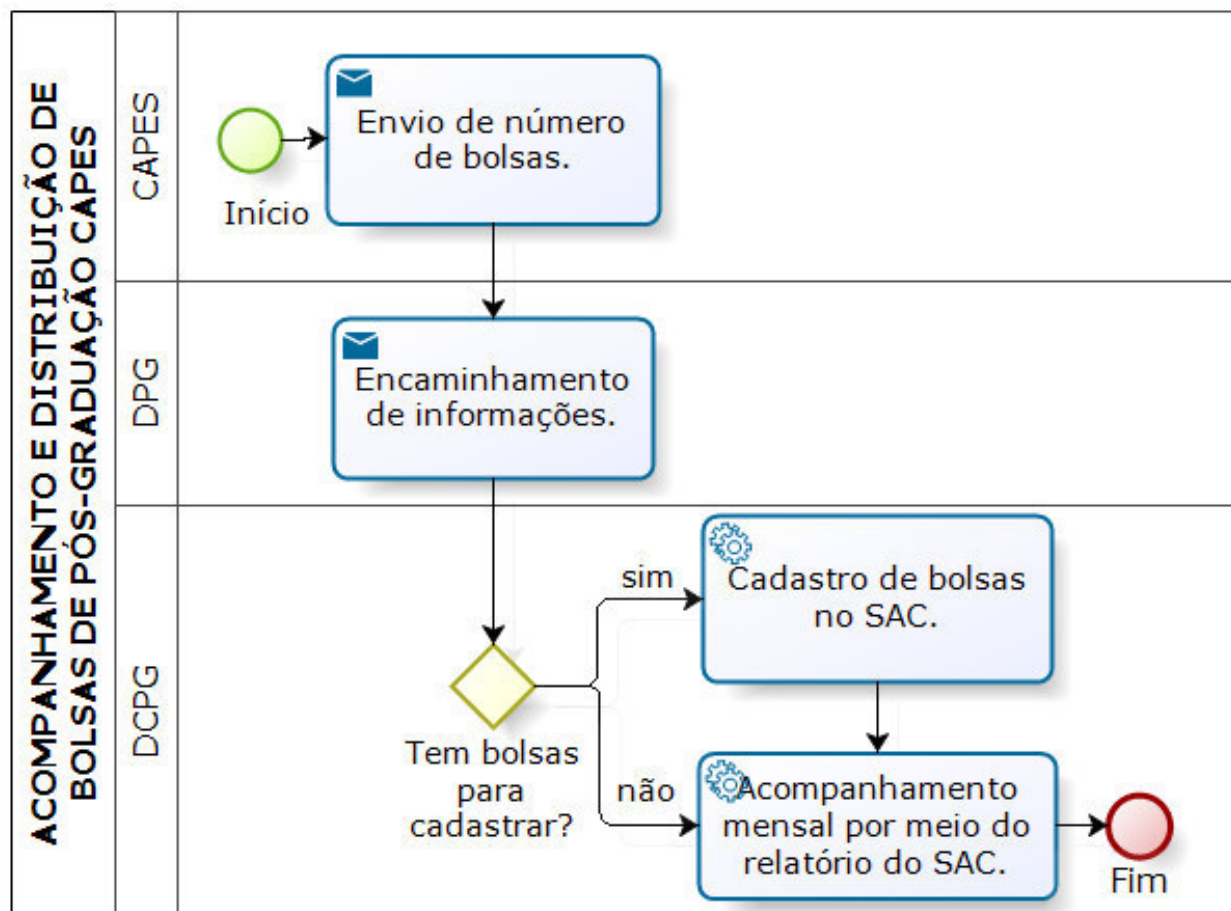 ACOMPANHAMENTO E DISTRIBUIÇÃO DE
BOLSAS DE PÓS-GRADUAÇÃO CAPES
CAPES
Início
Envio de número
de bolsas.
DPG
Encaminhamento
de informações.
DCPG
Tem bolsas
para
cadastrar?
sim
Cadastro de bolsas
no SAC.
não
Acompanhamento
mensal por meio do
relatório do SAC.
Fim